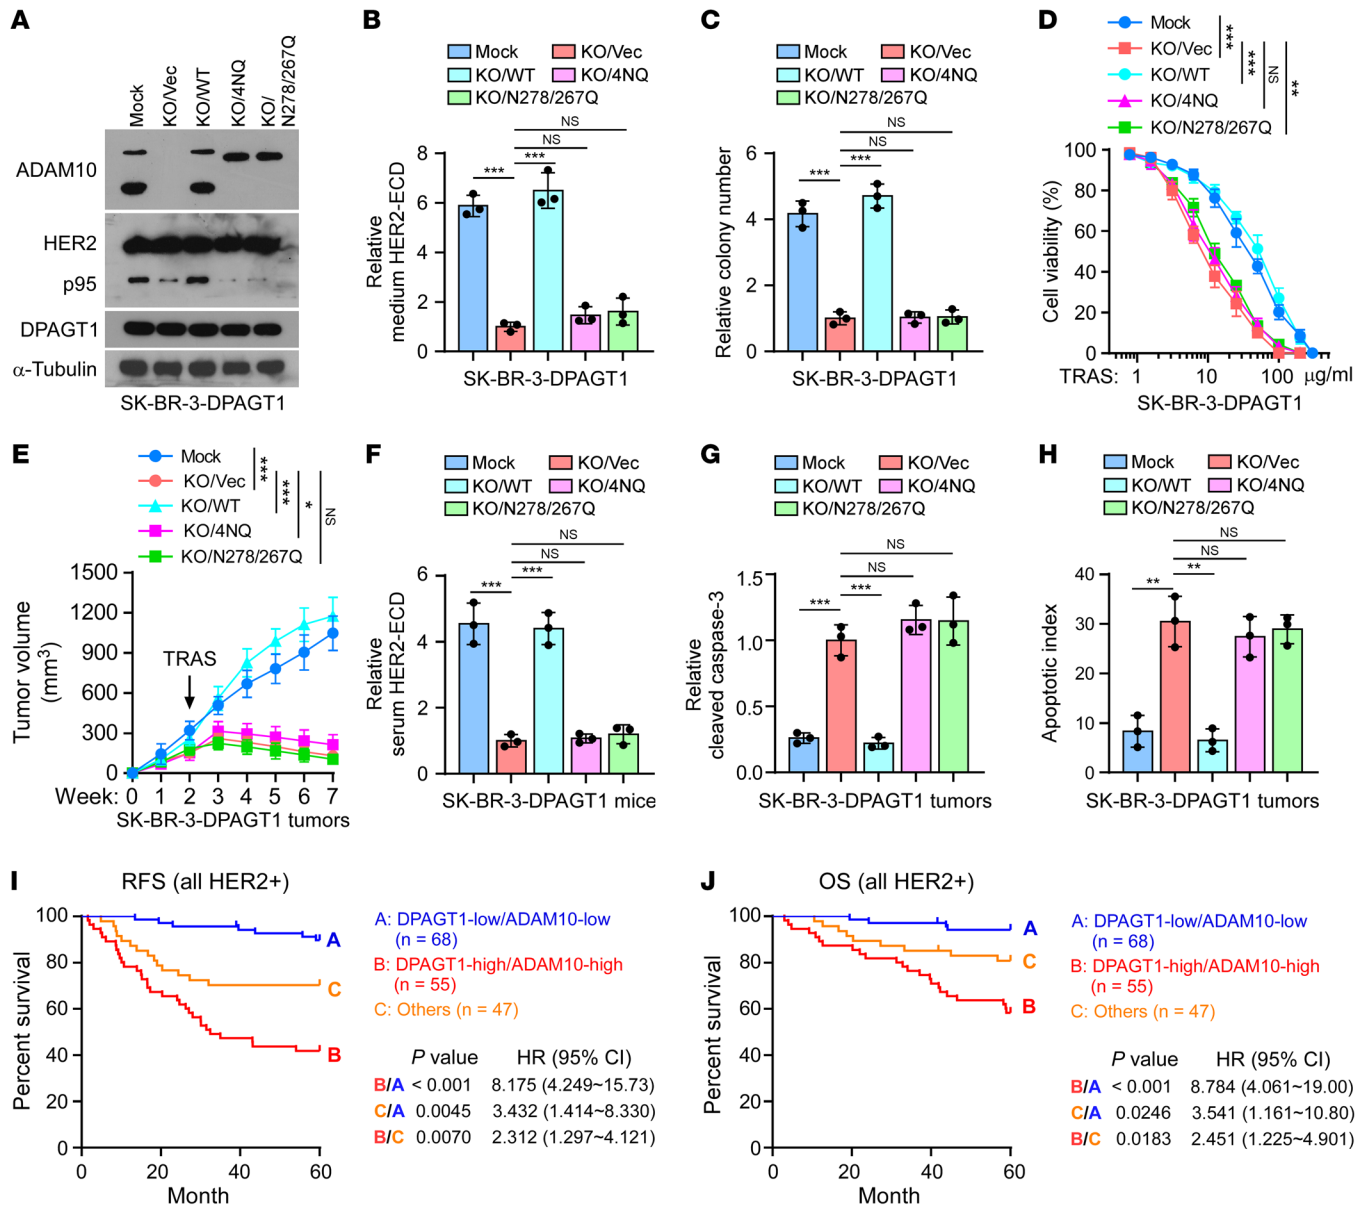 A
Mock
KO/Vec
KO/WT
KO/4NQ
KO/
N278/267Q
ADAM10
HER2
p95
DPAGT1
α-Tubulin
SK-BR-3-DPAGT1
B
Mock
KO/Vec
KO/WT
KO/4NQ
KO/N278/267Q
NS
NS
***
***
Relative
medium HER2-ECD
8
6
4
2
0
SK-BR-3-DPAGT1
C
Mock
KO/Vec
KO/WT
KO/4NQ
KO/N278/267Q
NS
NS
***
***
Relative colony number
6
4
2
0
SK-BR-3-DPAGT1
D
Mock
KO/Vec
KO/WT
KO/4NQ
KO/N278/267Q
***
***
NS
**
Cell viability (%)
100
80
60
40
20
0
TRAS: 1 10 100 μg/ml
SK-BR-3-DPAGT1
E
Mock
KO/Vec
KO/WT
KO/4NQ
KO/N278/267Q
***
***
*
NS
Tumor volume
(mm³)
1500
1200
900
600
300
0
TRAS
Week: 0 1 2 3 4 5 6 7
SK-BR-3-DPAGT1 tumors
F
Mock
KO/Vec
KO/WT
KO/4NQ
KO/N278/267Q
NS
NS
***
***
Relative
serum HER2-ECD
6
4
2
0
SK-BR-3-DPAGT1 mice
G
Mock
KO/Vec
KO/WT
KO/4NQ
KO/N278/267Q
NS
NS
***
***
Relative
cleaved caspase-3
1.5
1.0
0.5
0.0
SK-BR-3-DPAGT1 tumors
H
Mock
KO/Vec
KO/WT
KO/4NQ
KO/N278/267Q
NS
NS
**
**
Apoptotic index
40
30
20
10
0
SK-BR-3-DPAGT1 tumors
I
RFS (all HER2+)
Percent survival
100
80
60
40
20
0
A
C
B
0 20 40 60
Month
A: DPAGT1-low/ADAM10-low
(n = 68)
B: DPAGT1-high/ADAM10-high
(n = 55)
C: Others (n = 47)
P value HR (95% CI)
B/A < 0.001 8.175 (4.249~15.73)
C/A 0.0045 3.432 (1.414~8.330)
B/C 0.0070 2.312 (1.297~4.121)
J
OS (all HER2+)
Percent survival
100
80
60
40
20
0
A
C
B
0 20 40 60
Month
A: DPAGT1-low/ADAM10-low
(n = 68)
B: DPAGT1-high/ADAM10-high
(n = 55)
C: Others (n = 47)
P value HR (95% CI)
B/A < 0.001 8.784 (4.061~19.00)
C/A 0.0246 3.541 (1.161~10.80)
B/C 0.0183 2.451 (1.225~4.901)